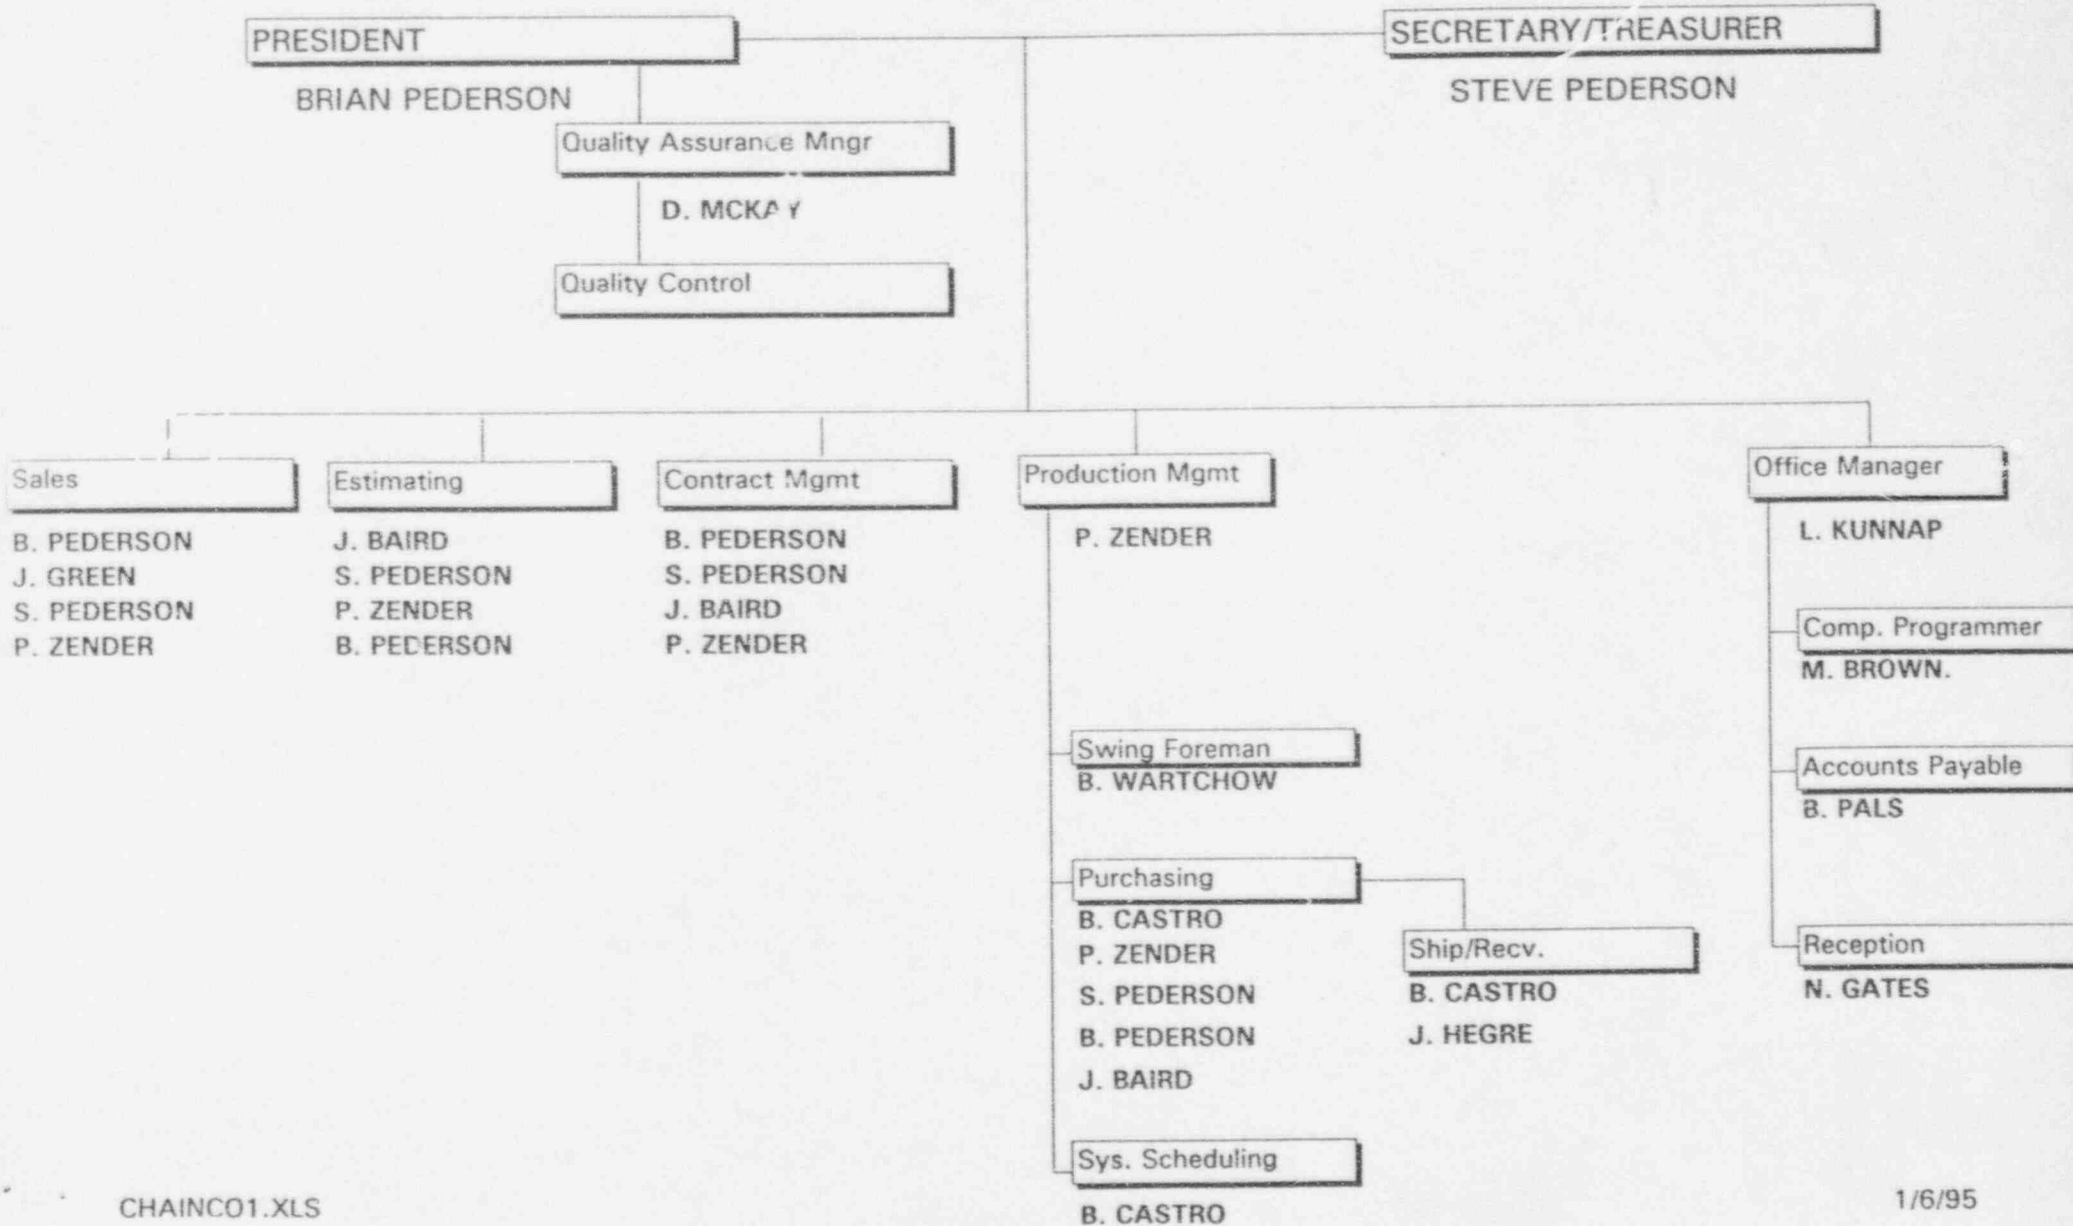 PRESIDENT
SECRETARY/TREASURER
BRIAN PEDERSON
STEVE PEDERSON
Quality Assurance Mngr
D. MCKAY
Quality Control
Sales
B. PEDERSON
J. GREEN
S. PEDERSON
P. ZENDER
Estimating
J. BAIRD
S. PEDERSON
P. ZENDER
B. PEDERSON
Contract Mgmt
B. PEDERSON
S. PEDERSON
J. BAIRD
P. ZENDER
Production Mgmt
P. ZENDER
Swing Foreman
B. WARTCHOW
Purchasing
B. CASTRO
P. ZENDER
S. PEDERSON
B. PEDERSON
J. BAIRD
Ship/Recv.
B. CASTRO
J. HEGRE
Sys. Scheduling
B. CASTRO
Office Manager
L. KUNNAP
Comp. Programmer
M. BROWN.
Accounts Payable
B. PALS
Reception
N. GATES
CHAINCO1.XLS
1/6/95